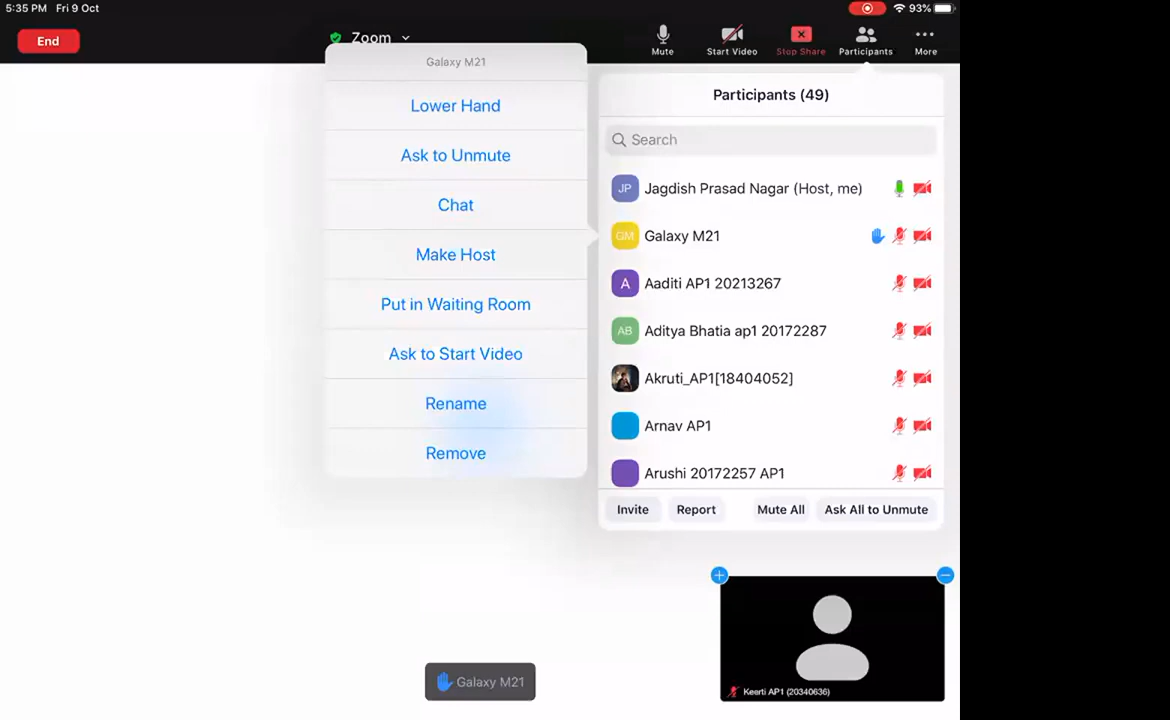 5:35 PM Fri 9 Oct
93%
End
Zoom
Mute
Start Video
Stop Share
Participants
More
Galaxy M21
Lower Hand
Ask to Unmute
Chat
Make Host
Put in Waiting Room
Ask to Start Video
Rename
Remove
Participants (49)
Search
JP Jagdish Prasad Nagar (Host, me)
GM Galaxy M21
A Aaditi AP1 20213267
AB Aditya Bhatia ap1 20172287
Akruti_AP1[18404052]
Arnav AP1
Arushi 20172257 AP1
Invite Report Mute All Ask All to Unmute
Galaxy M21
Keerti AP1 (20340636)